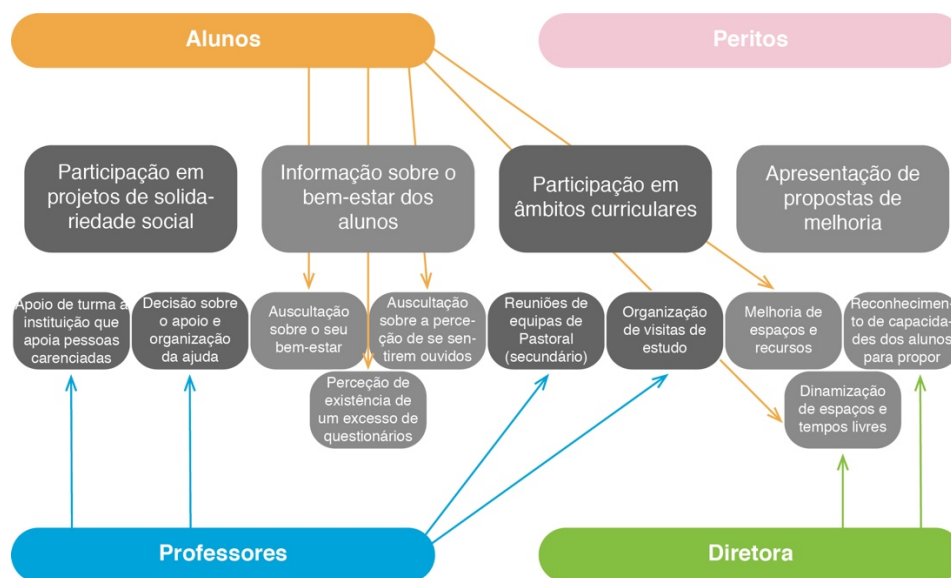 Alunos
Peritos
Participação em
projetos de solida-
riedade social
Informação sobre o
bem-estar dos
alunos
Participação em
âmbitos curriculares
Apresentação de
propostas de
melhoria
Apoio de turma à
instituição que
apoia pessoas
carenciadas
Decisão sobre
o apoio e
organização
da ajuda
Auscultação
sobre o seu
bem-estar
Auscultação
sobre a perce-
ção de se sen-
tirem ouvidos
Reuniões de
equipas de
Pastoral
(secundário)
Organização
de visitas de
estudo
Melhoria de
espaços e
recursos
Reconhecimen-
to de capacida-
des dos alunos
para propor
Perceção de
existência de
um excesso de
questionários
Dinamização
de espaços e
tempos livres
Professores
Diretora